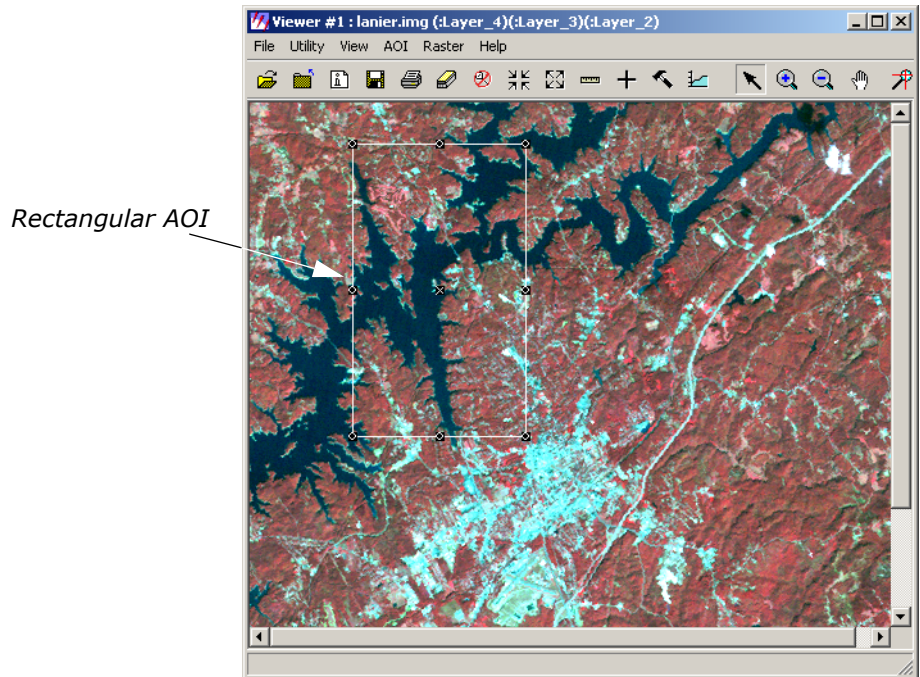 Viewer #1 : lanier.img (:Layer_4)(:Layer_3)(:Layer_2)
File Utility View AOI Raster Help
Rectangular AOI